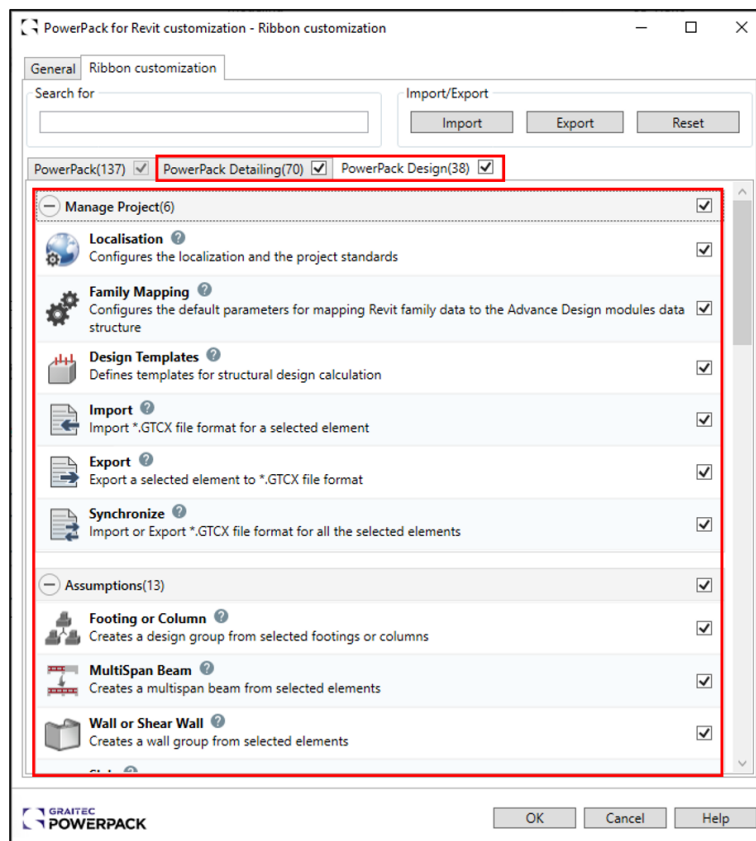 PowerPack for Revit customization - Ribbon customization
General
Ribbon customization
Search for
Import/Export
Import
Export
Reset
PowerPack(137)
PowerPack Detailing(70)
PowerPack Design(38)
Manage Project(6)
Localisation
Configures the localization and the project standards
Family Mapping
Configures the default parameters for mapping Revit family data to the Advance Design modules data
structure
Design Templates
Defines templates for structural design calculation
Import
Import *.GTCX file format for a selected element
Export
Export a selected element to *.GTCX file format
Synchronize
Import or Export *.GTCX file format for all the selected elements
Assumptions(13)
Footing or Column
Creates a design group from selected footings or columns
MultiSpan Beam
Creates a multispan beam from selected elements
Wall or Shear Wall
Creates a wall group from selected elements
GRAITEC
POWERPACK
OK
Cancel
Help